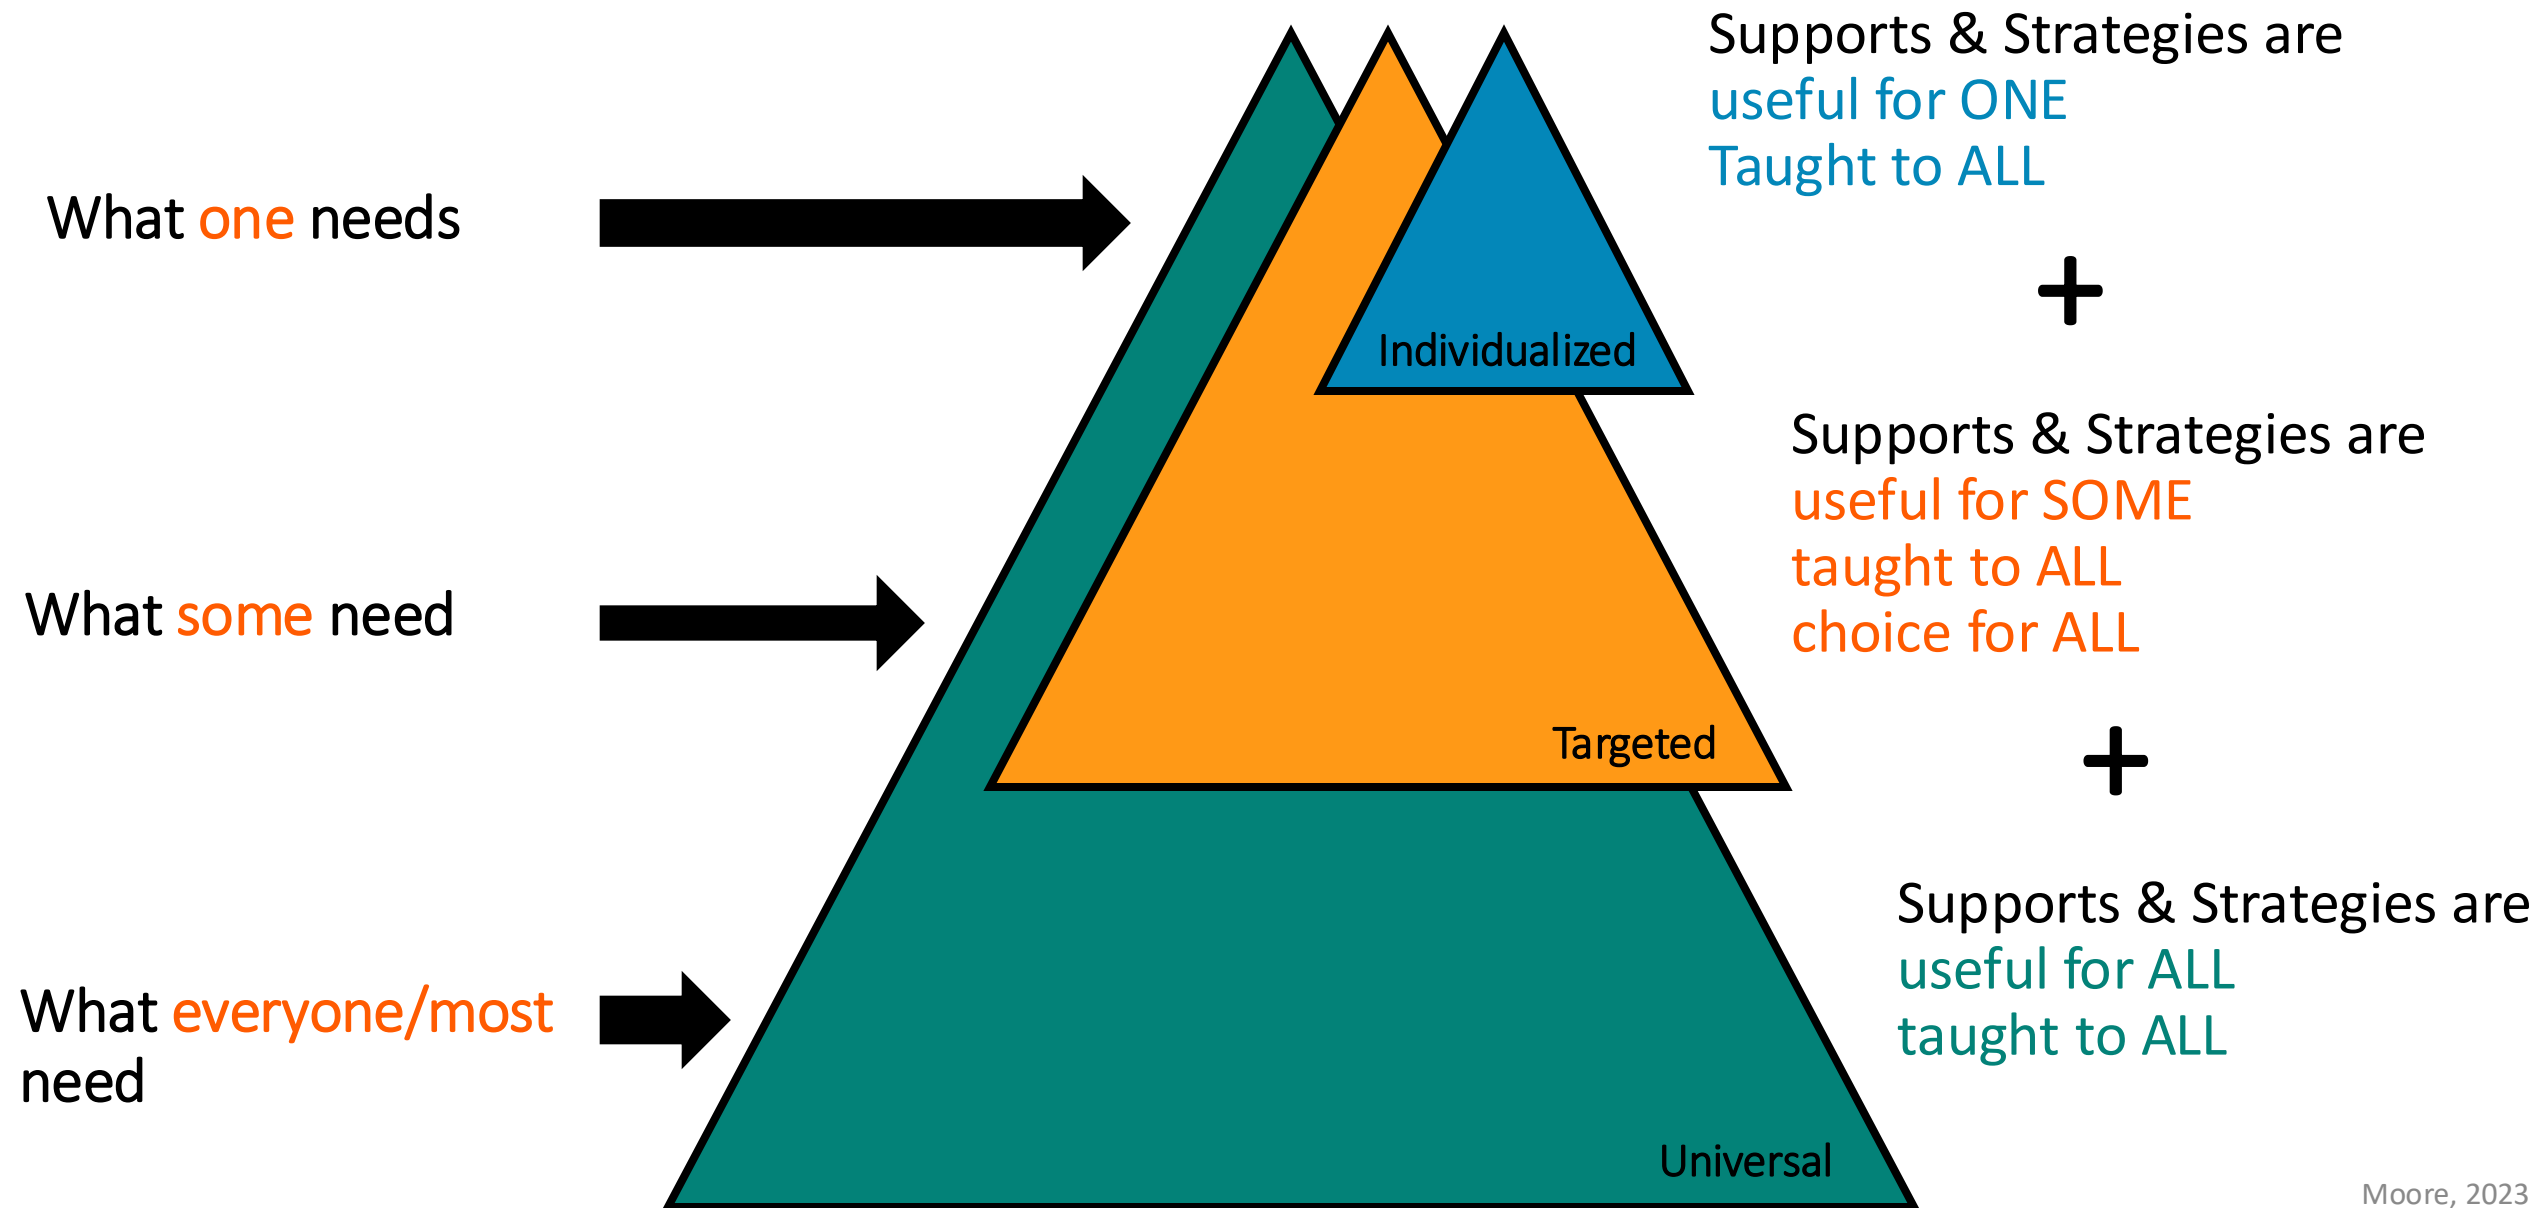 Supports & Strategies are
useful for ONE
Taught to ALL
What one needs
+
Individualized
Supports & Strategies are
useful for SOME
taught to ALL
choice for ALL
What some need
Targeted
+
Supports & Strategies are
useful for ALL
taught to ALL
What everyone/most
need
Universal
Moore, 2023